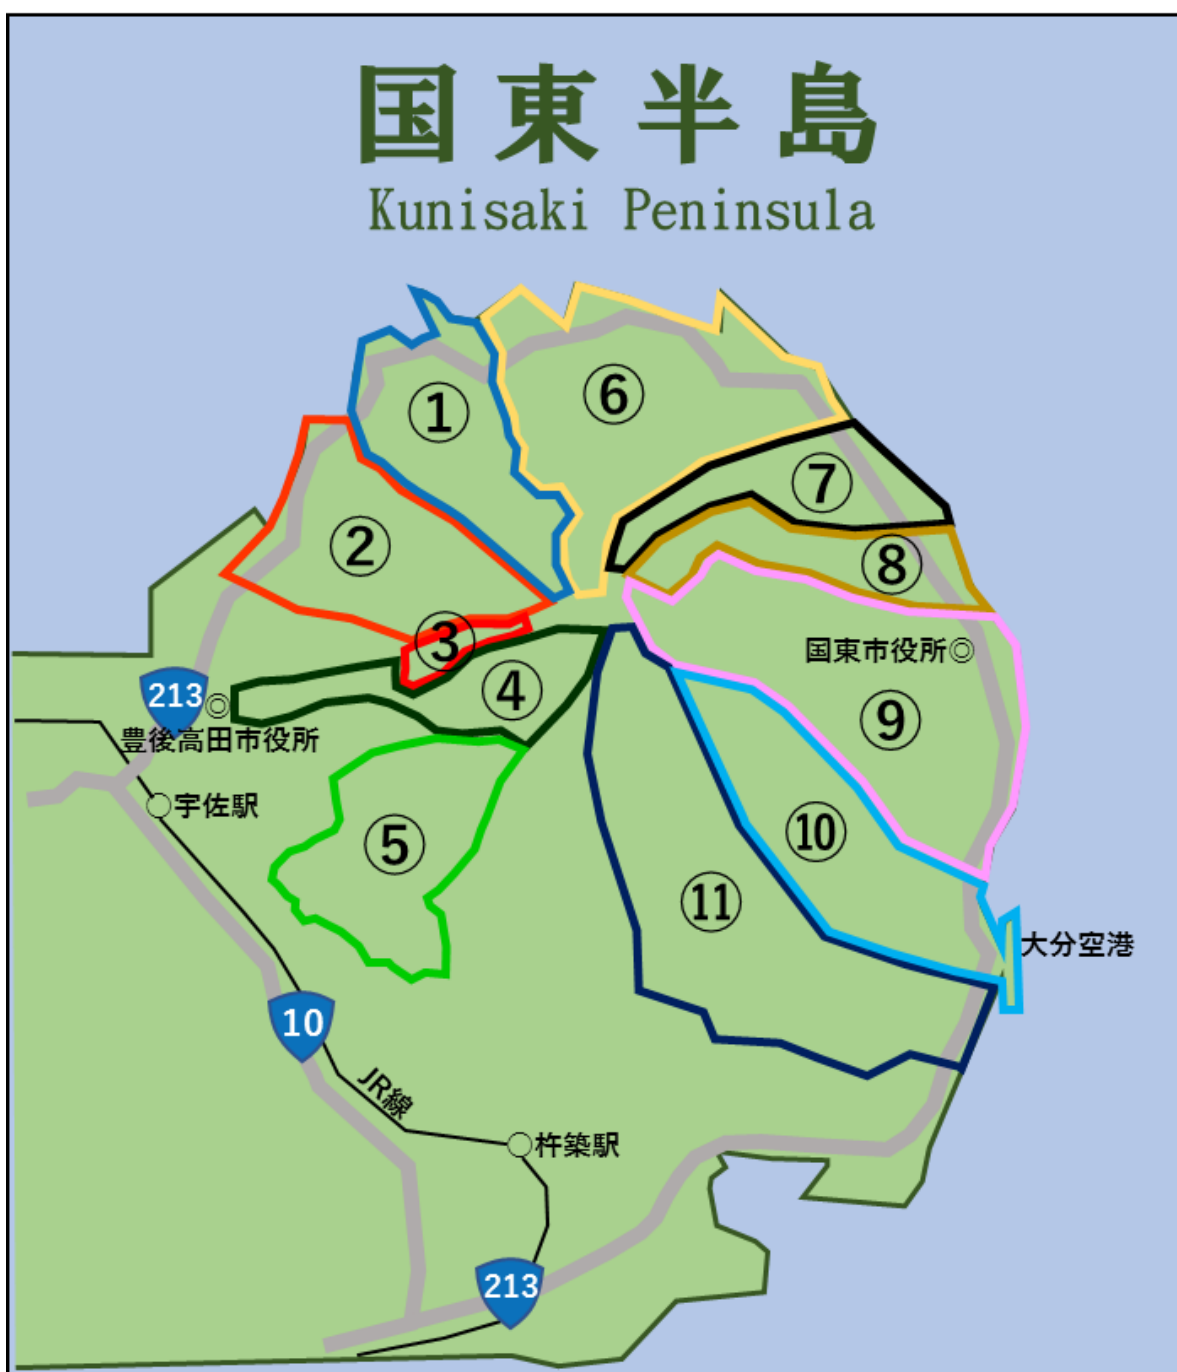 国東半島
Kunisaki Peninsula
①
⑥
⑦
②
⑧
③
国東市役所◎
④
213
◎
⑨
豊後高田市役所
○宇佐駅
⑩
⑤
⑪
大分空港
10
JR線
○杵築駅
213